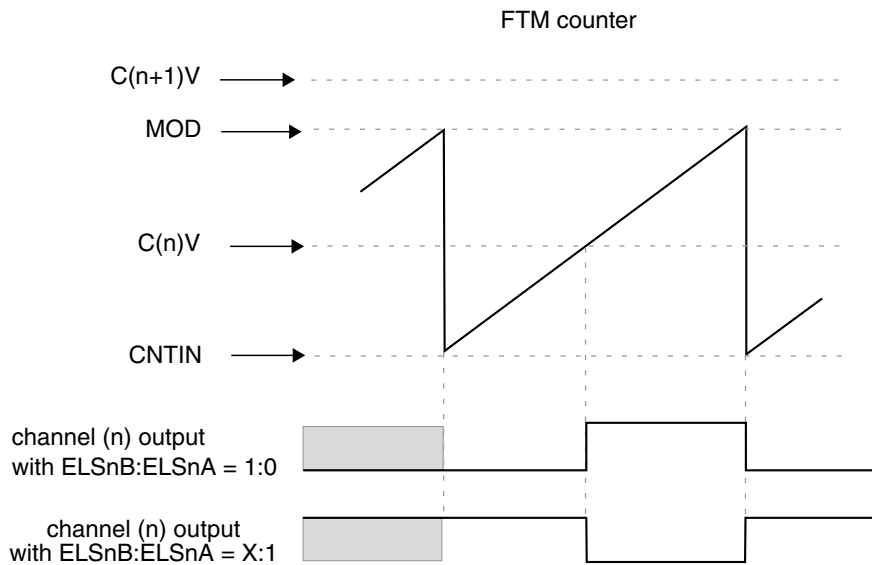 FTM counter
C(n+1)V
MOD
C(n)V
CNTIN
channel (n) output
with ELSnB:ELSnA = 1:0
channel (n) output
with ELSnB:ELSnA = X:1